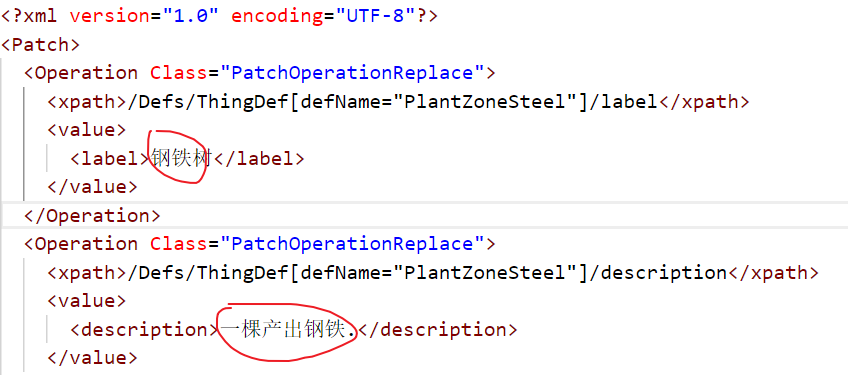 <?xml version="1.0" encoding="UTF-8"?>
<Patch>
<Operation Class="PatchOperationReplace">
<xpath>/Defs/ThingDef[defName="PlantZoneSteel"]/label</xpath>
<value>
<label>钢铁树</label>
</value>
</Operation>
<Operation Class="PatchOperationReplace">
<xpath>/Defs/ThingDef[defName="PlantZoneSteel"]/description</xpath>
<value>
<description>一棵产出钢铁.</description>
</value>